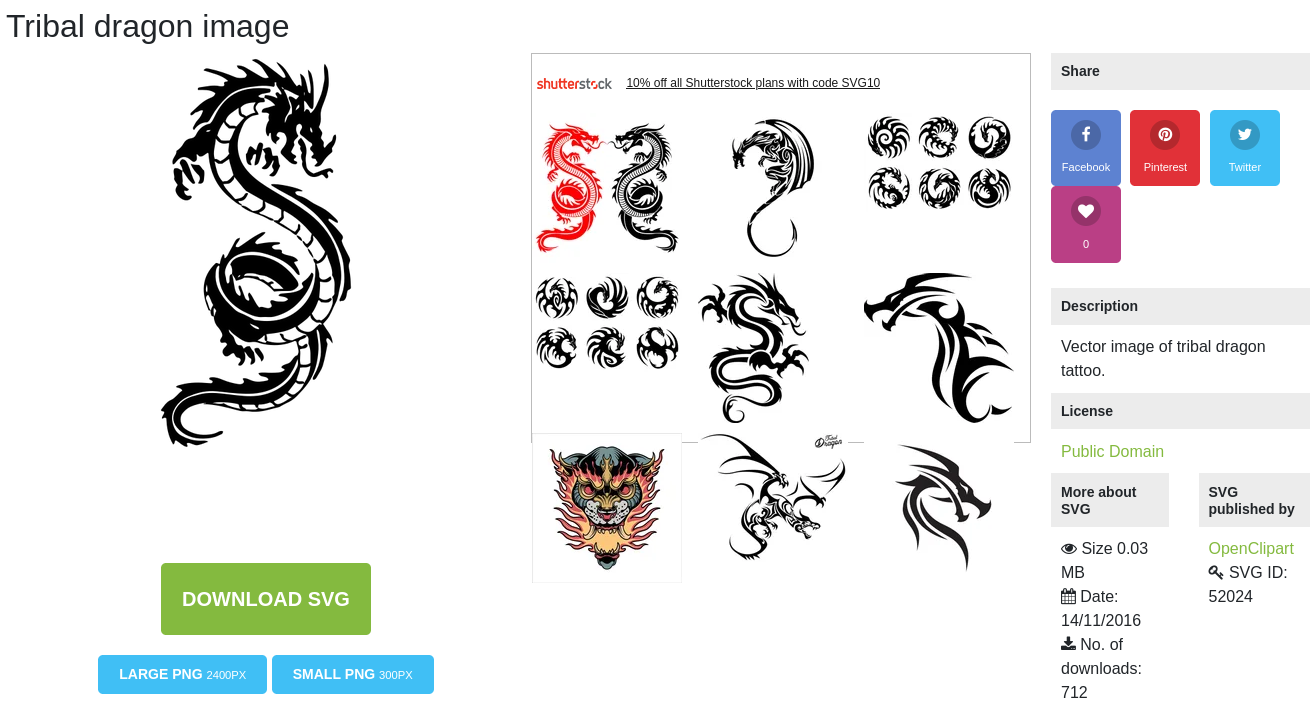 Tribal dragon image
shutterstock
10% off all Shutterstock plans with code SVG10
Tribal
Dragon
DOWNLOAD SVG
LARGE PNG 2400PX
SMALL PNG 300PX
Share
Facebook
Pinterest
Twitter
0
Description
Vector image of tribal dragon
tattoo.
License
Public Domain
More about
SVG
Size 0.03
MB
Date:
14/11/2016
No. of
downloads:
712
SVG
published by
OpenClipart
SVG ID:
52024